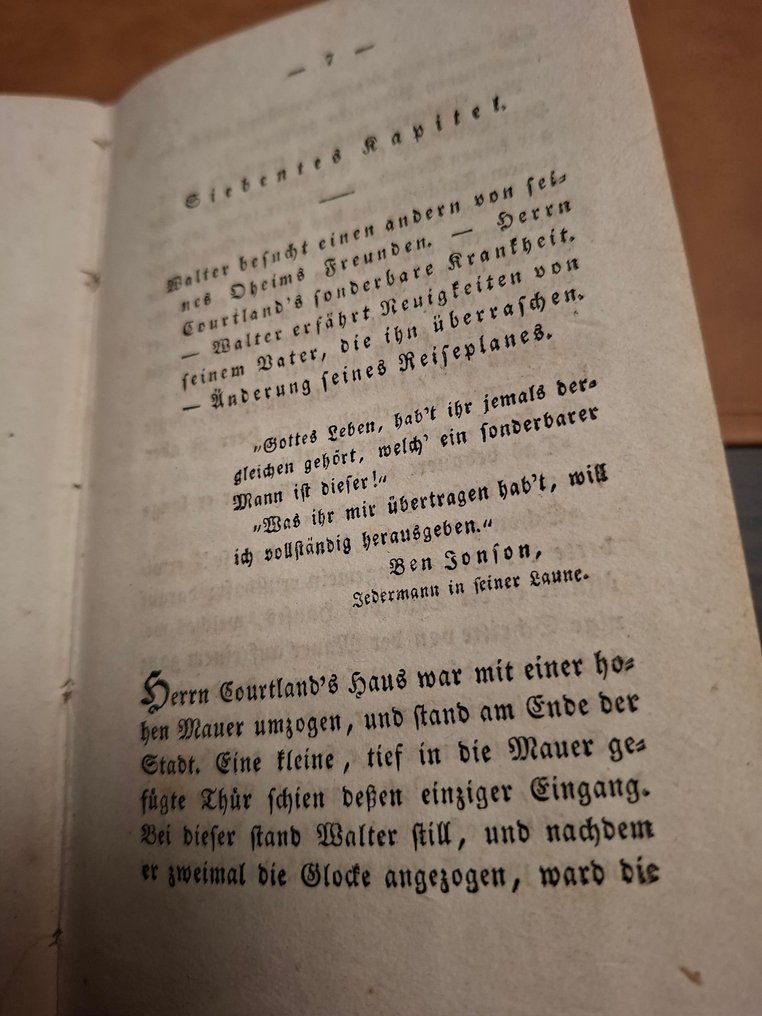 — 7 —
Siebentes Kapitel.
Walter besucht einen andern von sei-
nes Oheims Freunden. — Herrn
Courtland's sonderbare Krankheit.
— Walter erfährt Neuigkeiten von
seinem Vater, die ihn überraschen.
— Änderung seines Reiseplanes.
„Gottes Leben, hab't ihr jemals der-
gleichen gehört, welch' ein sonderbarer
Mann ist dieser!“
„Was ihr mir übertragen hab't, will
ich vollständig herausgeben.“
Ben Jonson,
Jedermann in seiner Laune.
Herrn Courtland's Haus war mit einer ho-
hen Mauer umzogen, und stand am Ende der
Stadt. Eine kleine, tief in die Mauer ge-
fügte Thür schien deßen einziger Eingang.
Bei dieser stand Walter still, und nachdem
er zweimal die Glocke angezogen, ward die